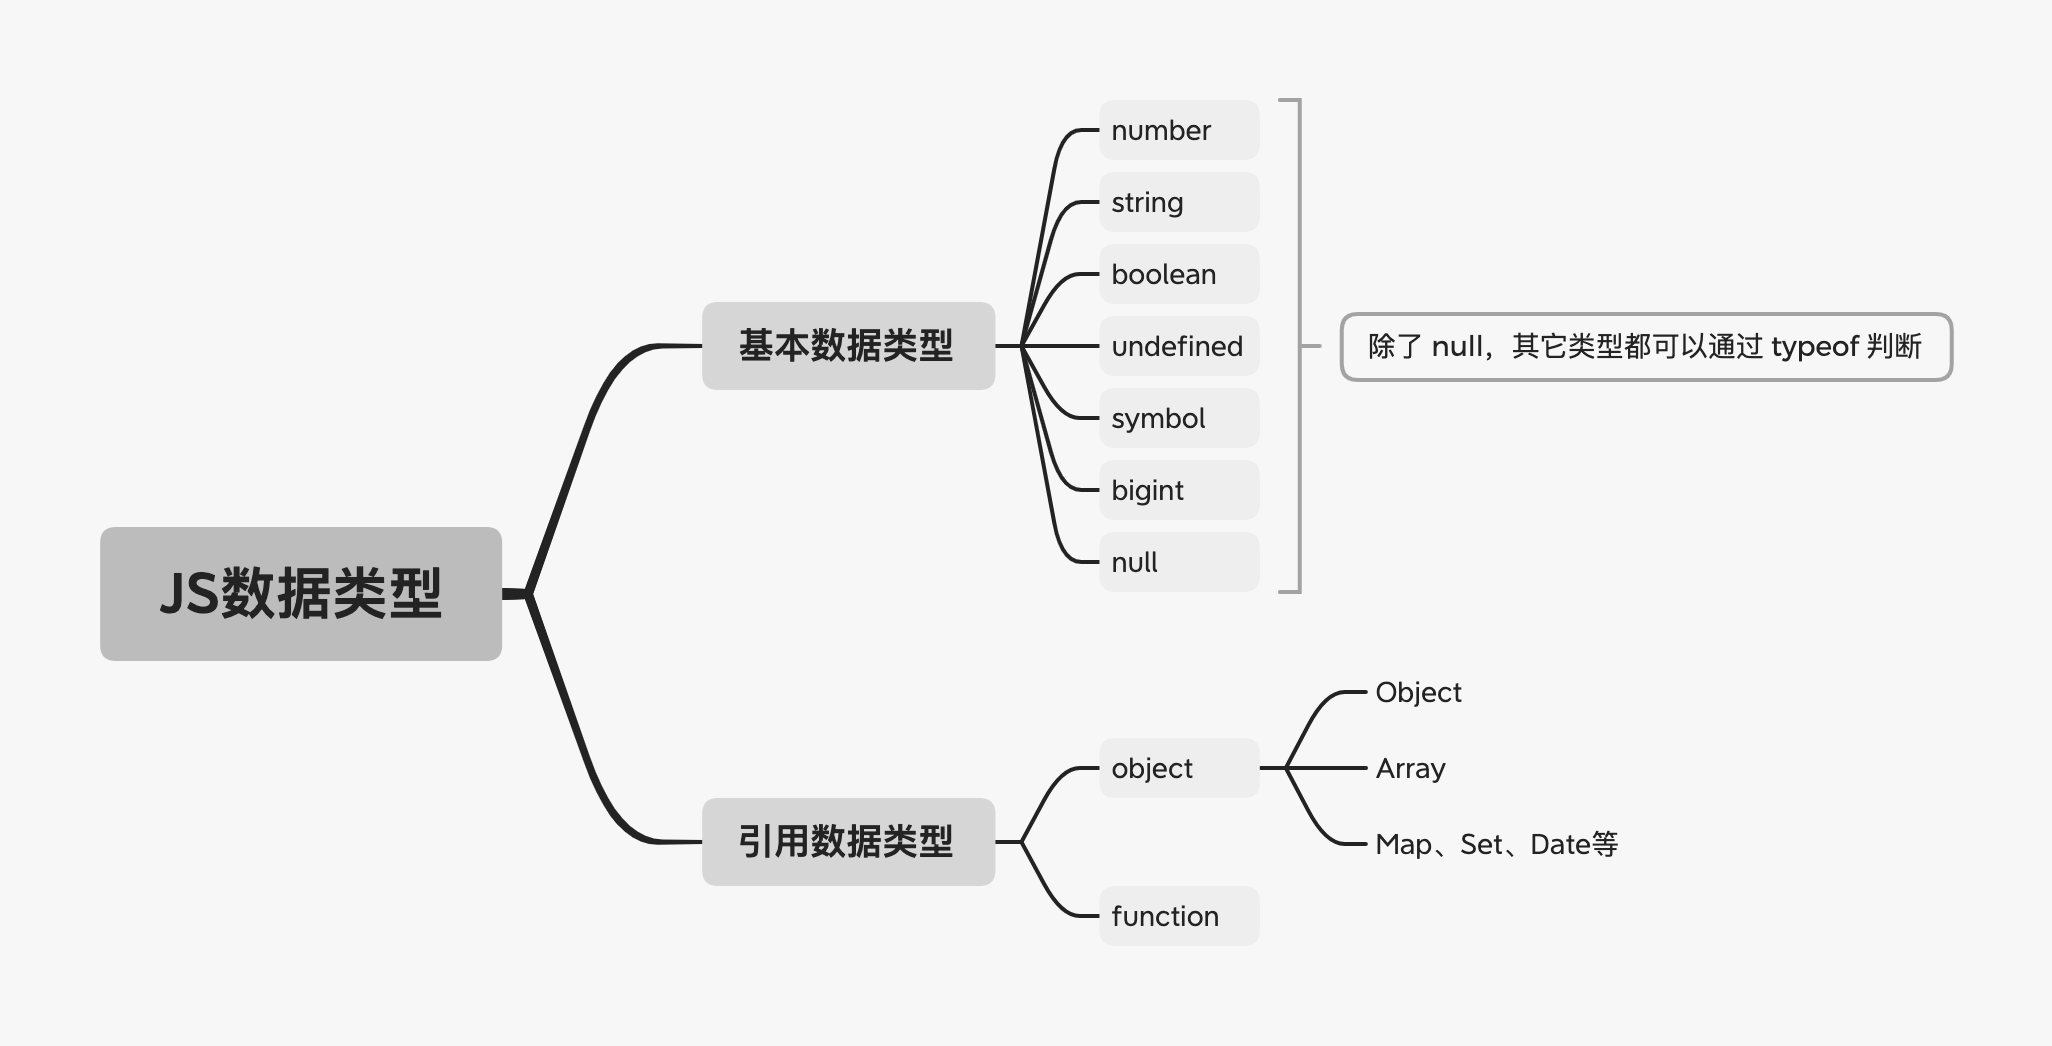 JS数据类型
基本数据类型
number
string
boolean
undefined
symbol
bigint
null
除了 null，其它类型都可以通过 typeof 判断
引用数据类型
object
Object
Array
Map、Set、Date等
function